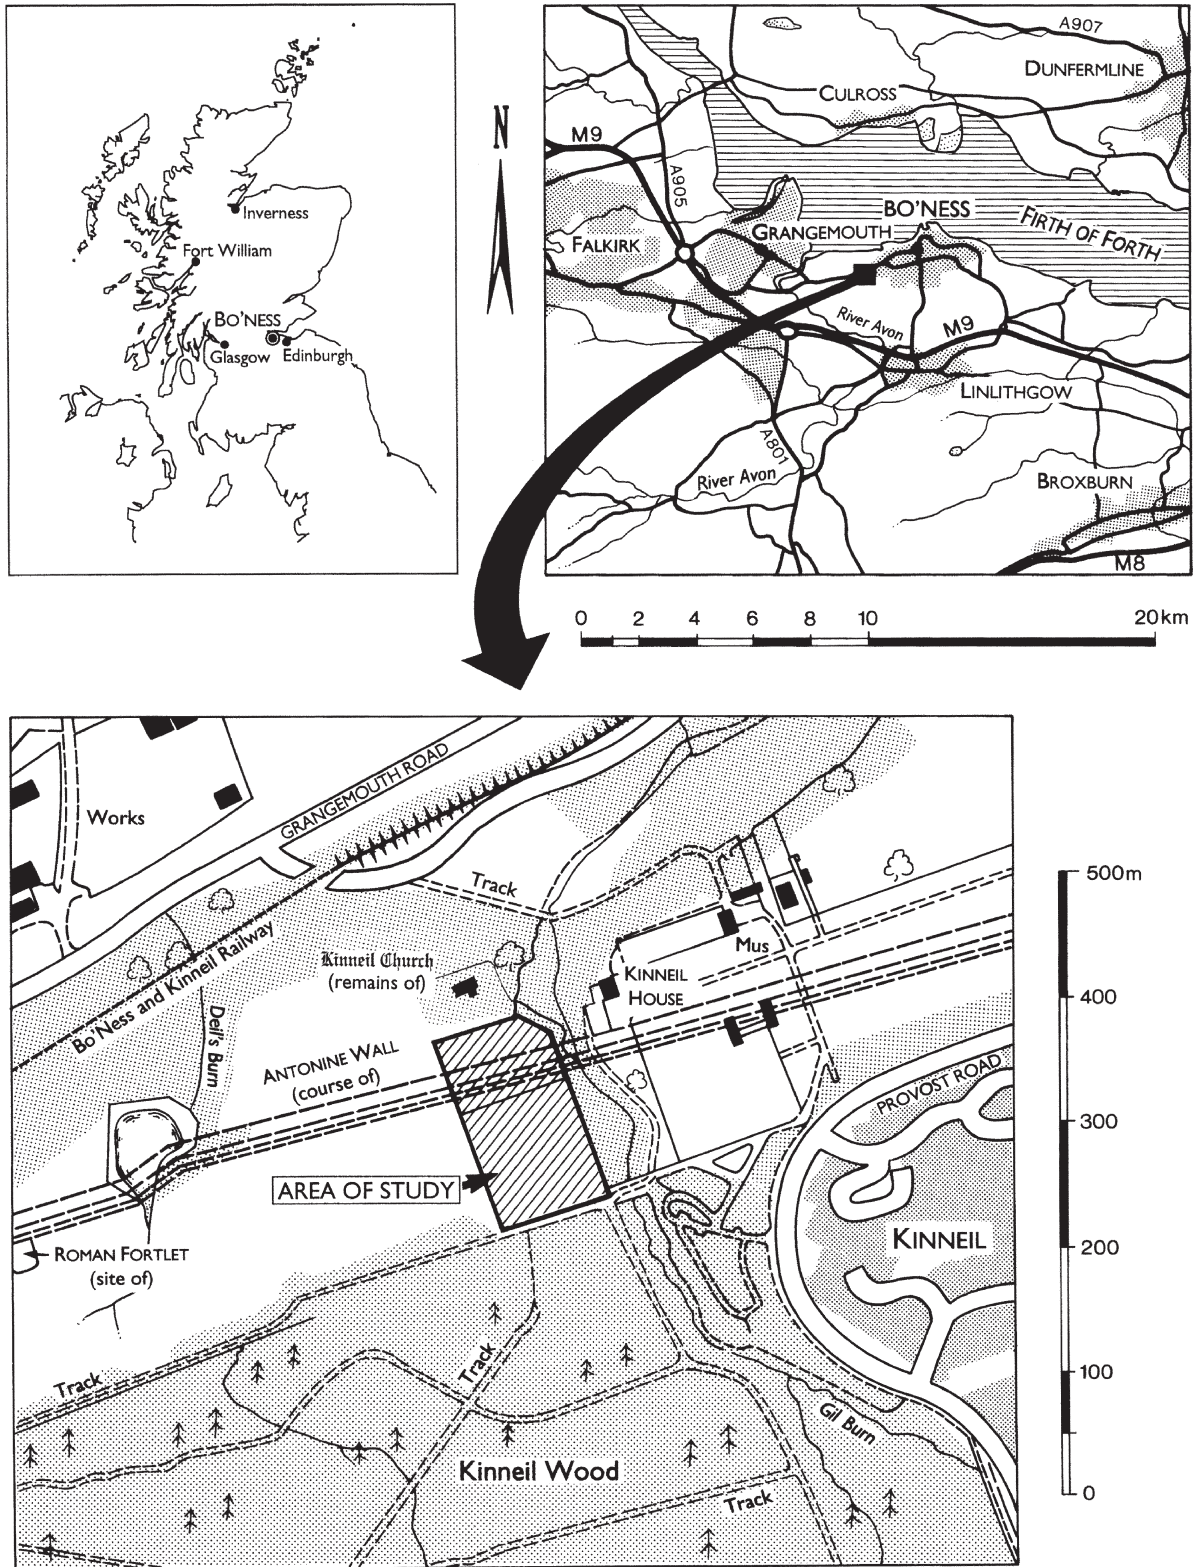 Inverness
Fort William
BO'NESS
Glasgow
Edinburgh
N
A907
DUNFERMLINE
CULROSS
M9
A905
BO'NESS
GRANGEMOUTH
FIRTH OF FORTH
FALKIRK
River Avon
M9
LINLITHGOW
A801
River Avon
BROXBURN
M8
0 2 4 6 8 10 20km
GRANGEMOUTH ROAD
Works
Track
Bo'Ness and Kinneil Railway
Kinneil Church
(remains of)
Mus
KINNEIL
HOUSE
Deil's Burn
ANTONINE WALL
(course of)
PROVOST ROAD
AREA OF STUDY
ROMAN FORTLET
(site of)
KINNEIL
Track
Track
Gil Burn
Kinneil Wood
Track
500m
400
300
200
100
0